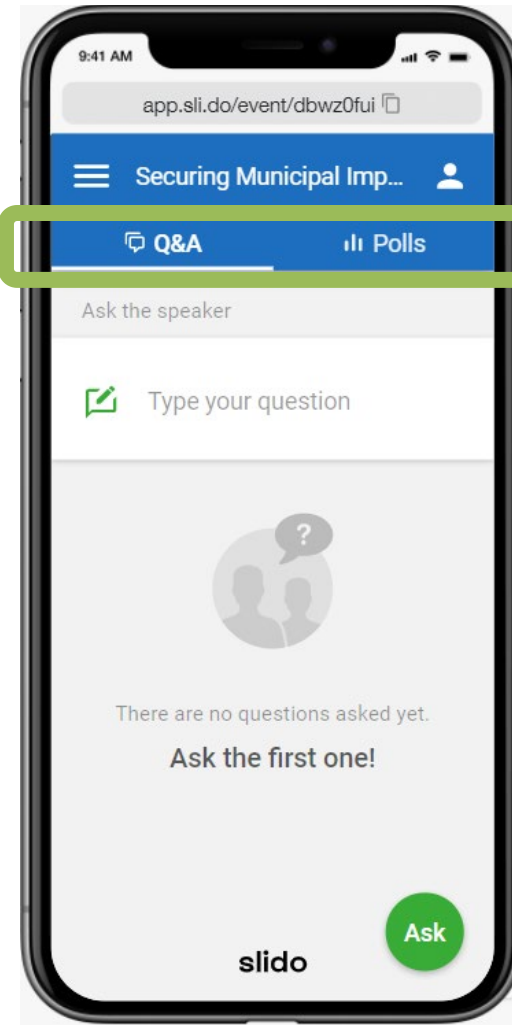 9:41 AM
app.sli.do/event/dbwz0fui
Securing Municipal Imp...
Q&A
Polls
Ask the speaker
Type your question
?
There are no questions asked yet.
Ask the first one!
Ask
slido